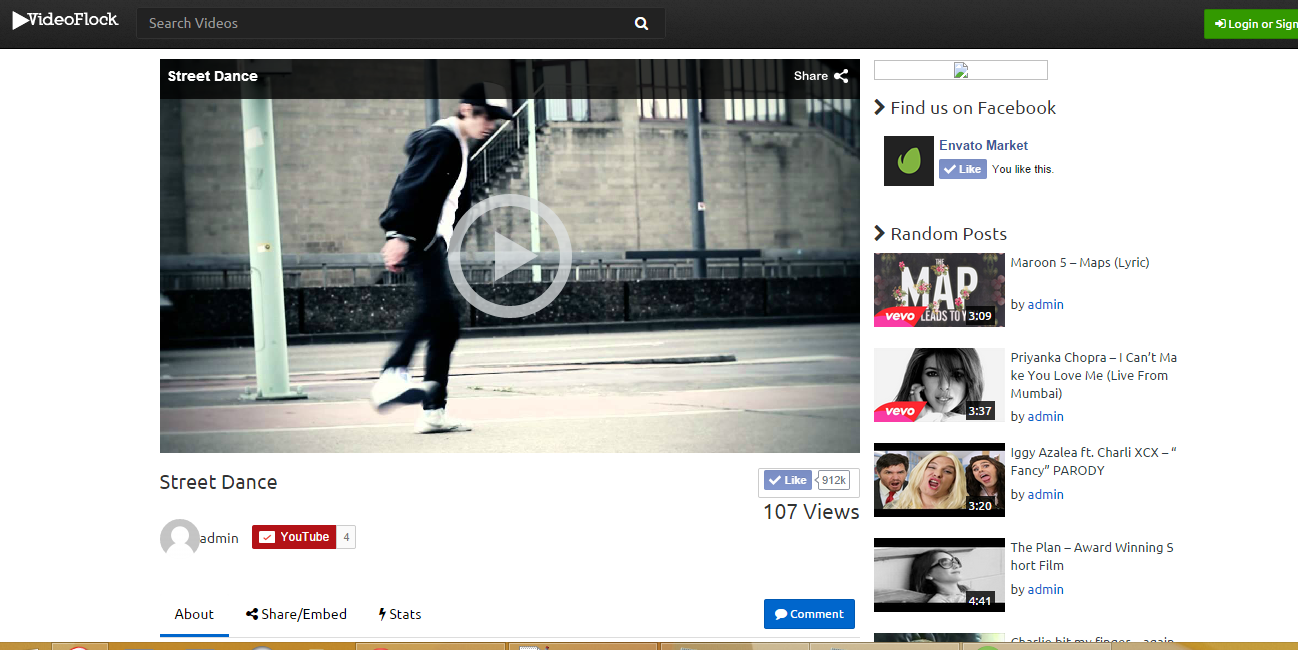 VideoFlock
Search Videos
Login or Sign
Street Dance
Share
Find us on Facebook
Envato Market
Like
You like this.
Random Posts
THE
MAP
LEADS TO Y
vevo
3:09
Maroon 5 – Maps (Lyric)
by admin
vevo
3:37
Priyanka Chopra – I Can't Ma
ke You Love Me (Live From
Mumbai)
by admin
3:20
Iggy Azalea ft. Charli XCX – “
Fancy” PARODY
by admin
4:41
The Plan – Award Winning S
hort Film
by admin
Charlie bit my finger – again
Street Dance
Like
912k
107 Views
admin
YouTube
4
About
Share/Embed
Stats
Comment